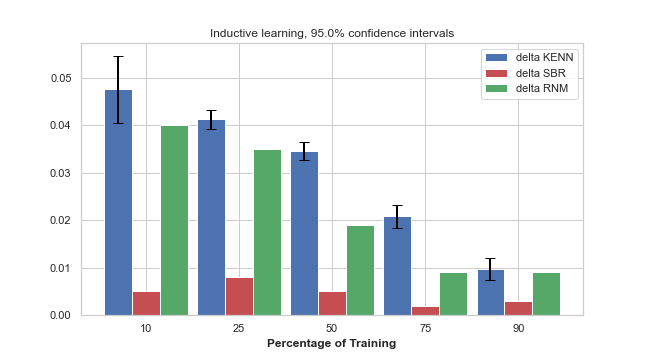 Inductive learning, 95.0% confidence intervals
delta KENN
delta SBR
delta RNM
0.05
0.04
0.03
0.02
0.01
0.00
10 25 50 75 90
Percentage of Training